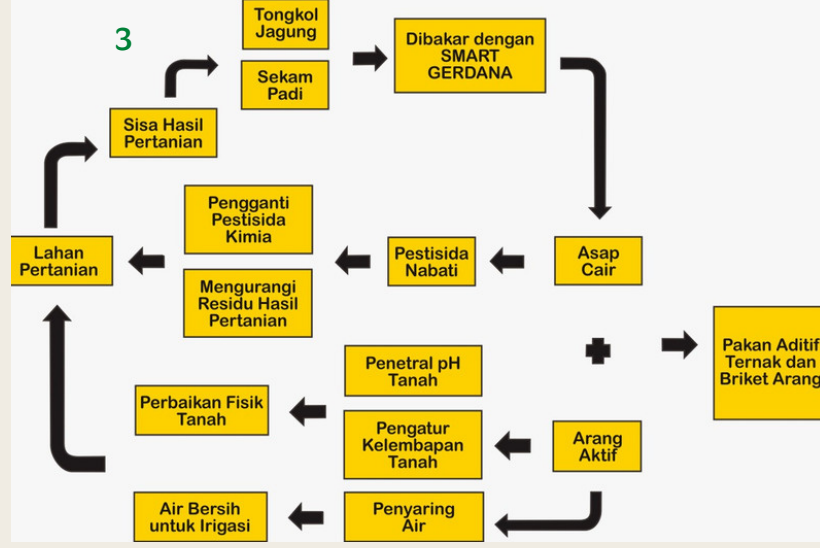 3
Tongkol
Jagung
Sekam
Padi
Dibakar dengan
SMART
GERDANA
Sisa Hasil
Pertanian
Pengganti
Pestisida
Kimia
Mengurangi
Residu Hasil
Pertanian
Lahan
Pertanian
Pestisida
Nabati
Asap
Cair
Pakan Aditif
Ternak dan
Briket Arang
Penetral pH
Tanah
Perbaikan Fisik
Tanah
Pengatur
Kelembapan
Tanah
Arang
Aktif
Air Bersih
untuk Irigasi
Penyaring
Air